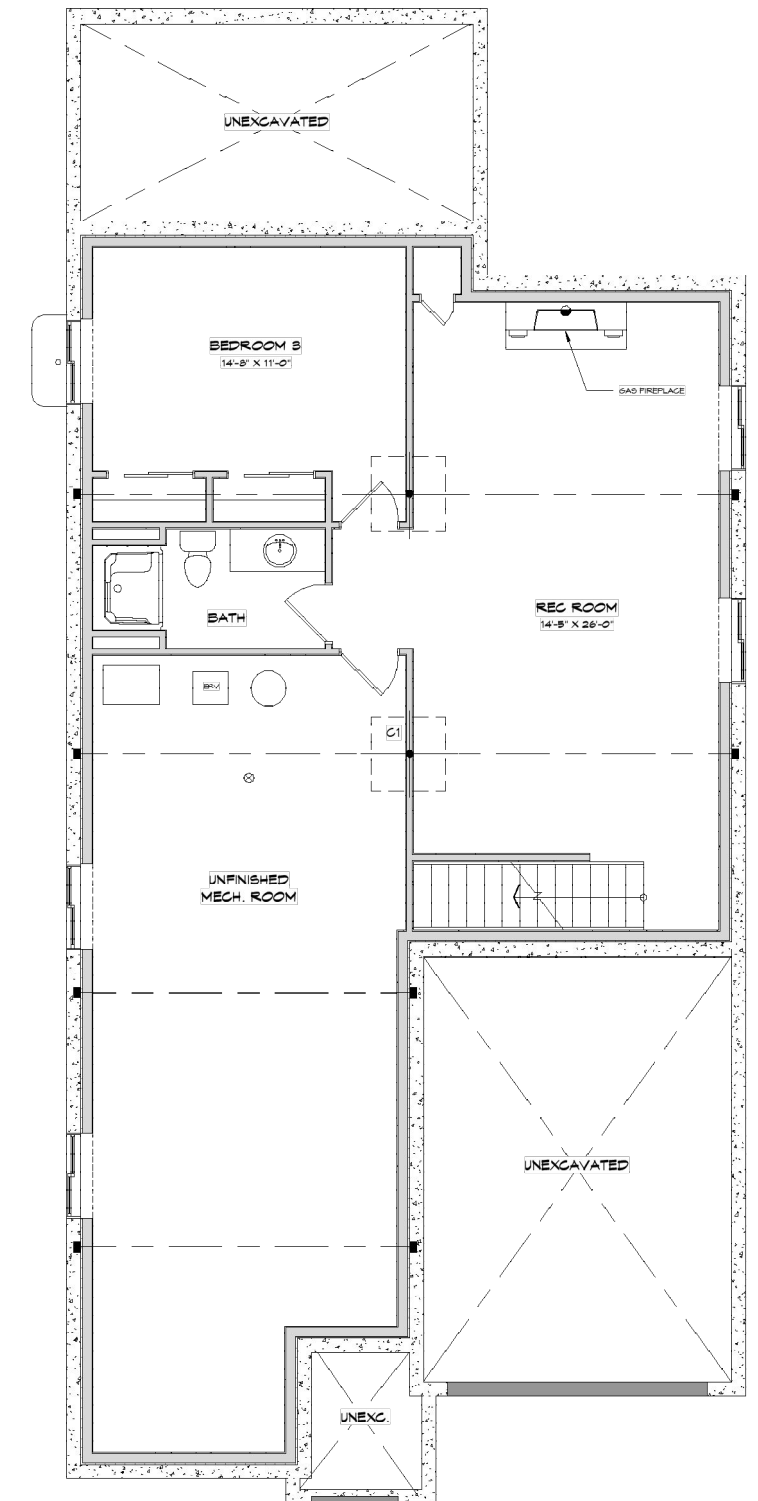 UNEXCAVATED
BEDROOM 3
14'-8" X 11'-0"
GAS FIREPLACE
REC ROOM
14'-5" X 26'-0"
BATH
ERV
C1
UNFINISHED
MECH. ROOM
UNEXCAVATED
UNEXC.